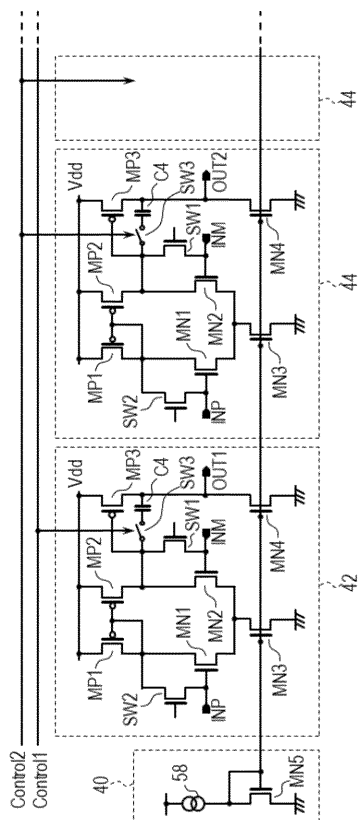 Control2
Control1
40
58
MN5
42
Vdd
MP1
MP2
MP3
C4
SW3
SW2
SW1
OUT1
INP
INM
MN1
MN2
MN3
MN4
44
Vdd
MP1
MP2
MP3
C4
SW3
SW2
SW1
OUT2
INP
INM
MN1
MN2
MN3
MN4
44